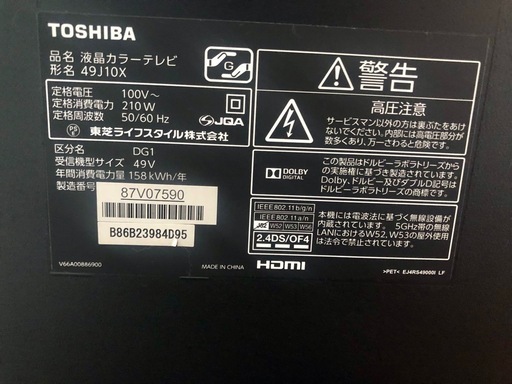 TOSHIBA
品名 液晶カラーテレビ
形名 49J10X
定格電圧 100V～
定格消費電力 210W
定格周波数 50/60 Hz
JQA
東芝ライフスタイル株式会社
区分名 DG1
受信機型サイズ 49V
年間消費電力量 158kWh/年
製造番号
87V07590
B86B23984D95
V66A00886900
MADE IN CHINA
警告
高圧注意
サービスマン以外の方は裏ぶたをあけ
ないでください。内部には高電圧部分が
数多くあり、万一さわると危険です。
DOLBY
DIGITAL
この製品はドルビーラボラトリーズから
の実施権に基づき製造されています。
Dolby、ドルビー及びダブルD記号は
ドルビーラボラトリーズの商標です。
IEEE802.11b/g/n
IEEE802.11a/n
J52 W52 W53 W56
2.4DS/OF4
本機には電波法に基づく無線設備が
内蔵されています。 5GHz帯の無線
LANにおけるW52、W53の屋外使用
は法令で禁止されています。
HDMI
>PET< EJ4RS49000I LF